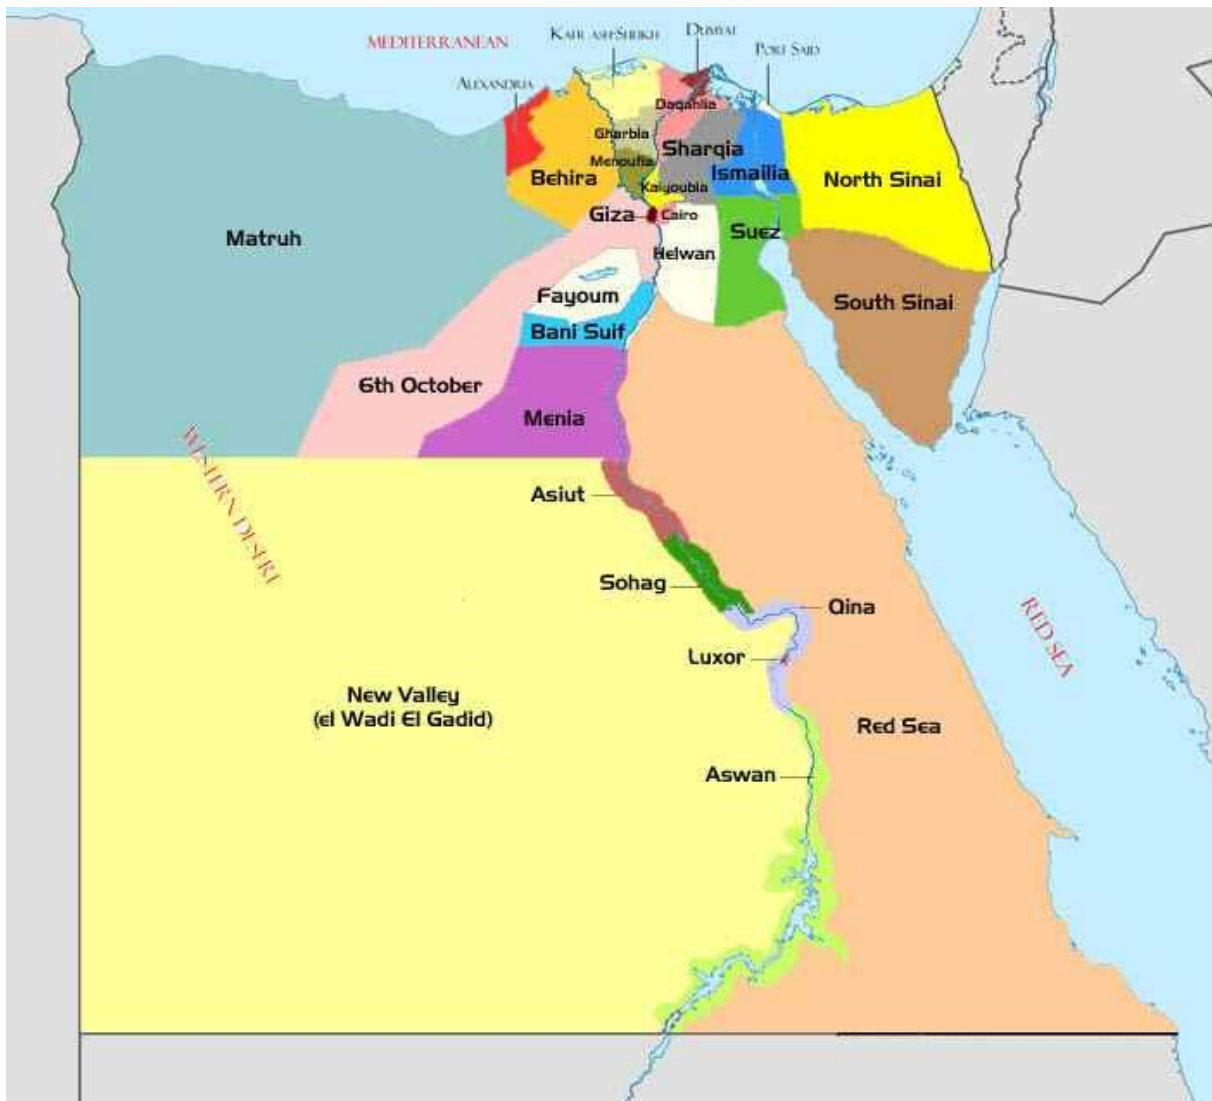 MEDITERRANEAN
KAFR ASH-SHEIKH
DUMYAT
PORT SAID
ALEXANDRIA
Daqahlia
Gharbia
Sharqia
Menoufia
Ismailia
Behira
Kalyoubia
North Sinai
Giza
Cairo
Suez
Matruh
Helwan
Fayoum
South Sinai
Bani Suif
6th October
Menia
WESTERN DESERT
Asiut
Sohag
Qina
RED SEA
Luxor
New Valley
(el Wadi El Gadid)
Red Sea
Aswan